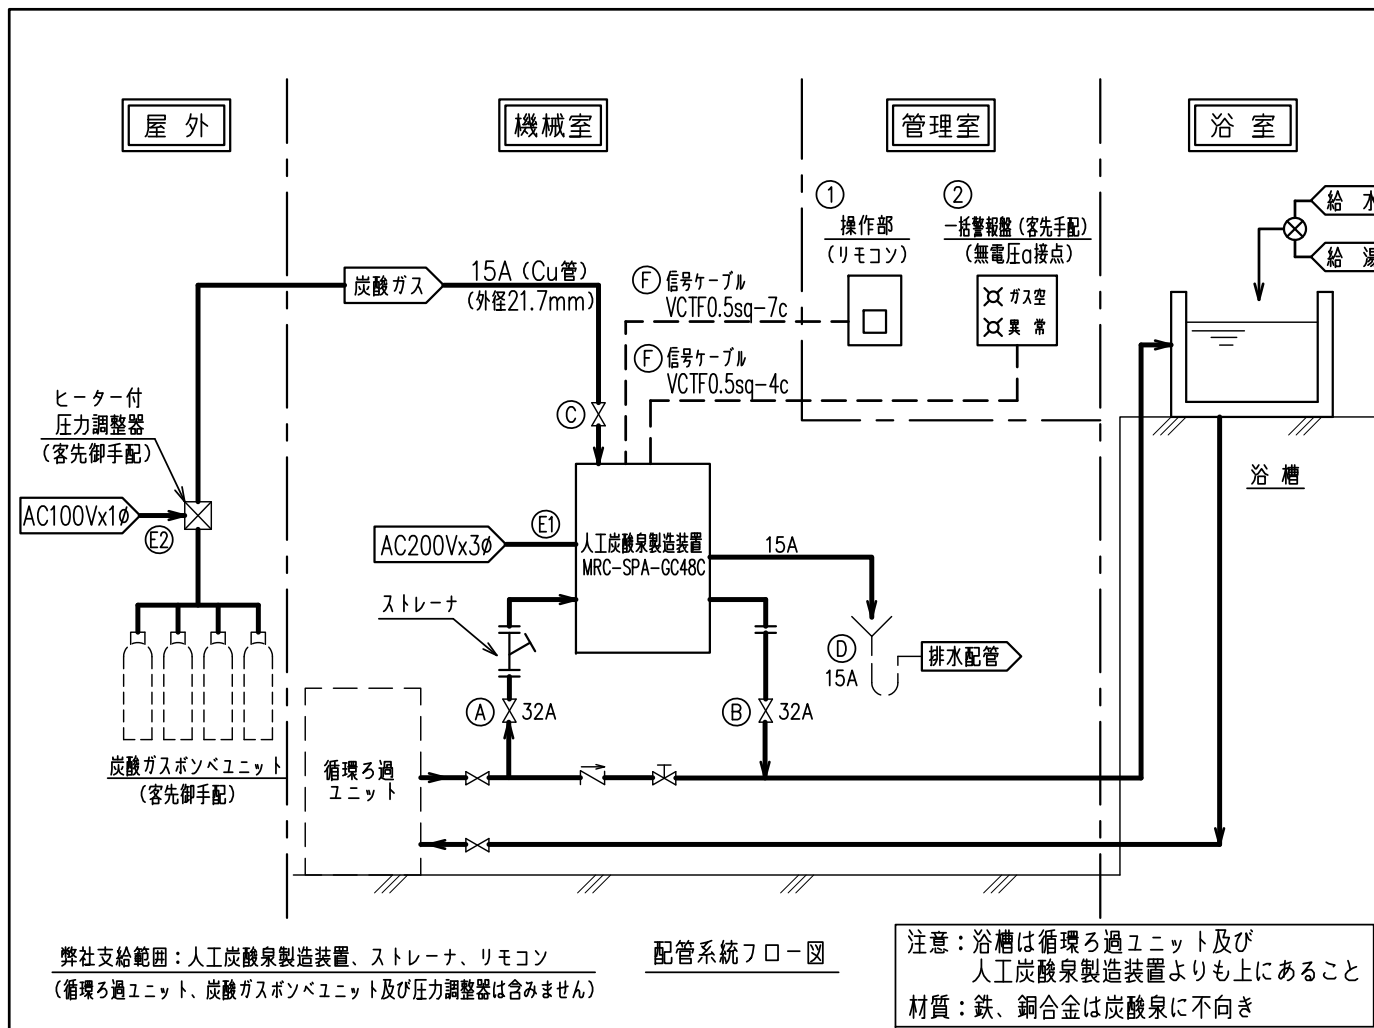 屋 外
機械室
管理室
浴 室
①
②
操作部
(リモコン)
一括警報盤(客先手配)
(無電圧a接点)
給 水
給 湯
炭酸ガス
15A(Cu管)
(外径21.7mm)
Ⓕ 信号ケーブル
VCTF0.5sq-7c
ガス空
異 常
Ⓕ 信号ケーブル
VCTF0.5sq-4c
ヒーター付
圧力調整器
(客先御手配)
Ⓒ
浴 槽
AC100Vx1ø
E2
AC200Vx3ø
E1
人工炭酸泉製造装置
MRC-SPA-GC48C
15A
ストレーナ
Ⓓ
15A
排水配管
Ⓐ 32A
Ⓑ 32A
炭酸ガスボンベユニット
(客先御手配)
循環ろ過
ユニット
弊社支給範囲：人工炭酸泉製造装置、ストレーナ、リモコン
(循環ろ過ユニット、炭酸ガスボンベユニット及び圧力調整器は含みません)
配管系統フロー図
注意：浴槽は循環ろ過ユニット及び
人工炭酸泉製造装置よりも上にあること
材質：鉄、銅合金は炭酸泉に不向き